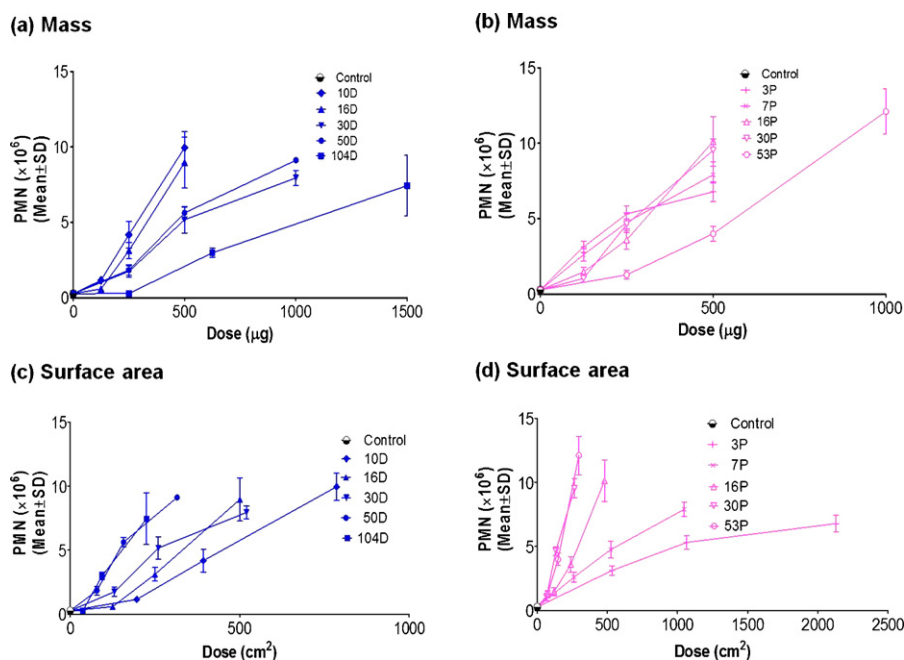 (a) Mass
PMN (×10⁶)
(Mean±SD)
15
10
5
0
0 500 1000 1500
Dose (μg)
Control
10D
16D
30D
50D
104D
(b) Mass
PMN (×10⁶)
(Mean±SD)
15
10
5
0
0 500 1000
Dose (μg)
Control
3P
7P
16P
30P
53P
(c) Surface area
PMN (×10⁶)
(Mean±SD)
15
10
5
0
0 500 1000
Dose (cm²)
Control
10D
16D
30D
50D
104D
(d) Surface area
PMN (×10⁶)
(Mean±SD)
15
10
5
0
0 500 1000 1500 2000 2500
Dose (cm²)
Control
3P
7P
16P
30P
53P